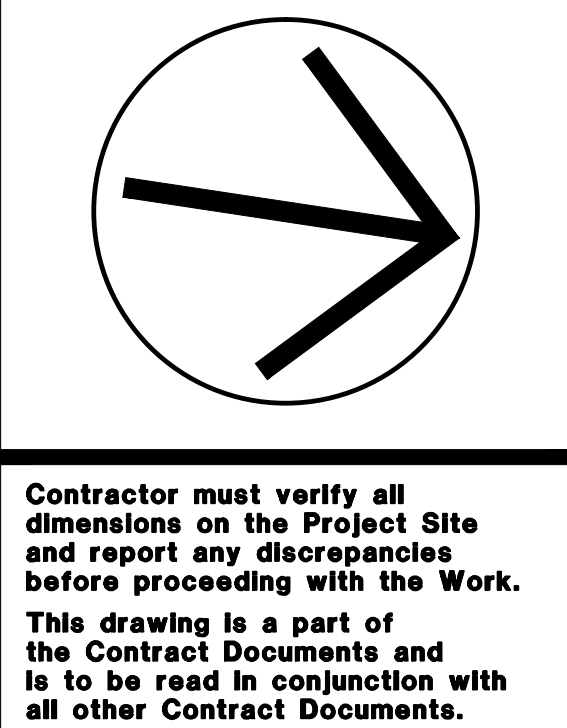 Contractor must verify all
dimensions on the Project Site
and report any discrepancies
before proceeding with the Work.
This drawing is a part of
the Contract Documents and
is to be read in conjunction with
all other Contract Documents.